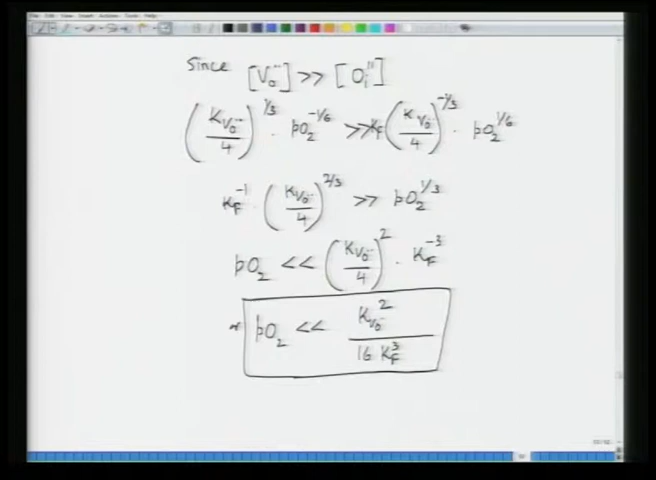 Since [V_O^{••}] >> [O_i^{''}]
(K_{V_O^{••}}/4)^{1/3} · pO_2^{-1/6} >> K_F (K_{V_O^{••}}/4)^{-1/3} · pO_2^{1/6}
K_F^{-1} · (K_{V_O^{••}}/4)^{2/3} >> pO_2^{1/3}
pO_2 << (K_{V_O^{••}}/4)^2 · K_F^{-3}
or pO_2 << K_{V_O^{••}}^2 / 16 K_F^3